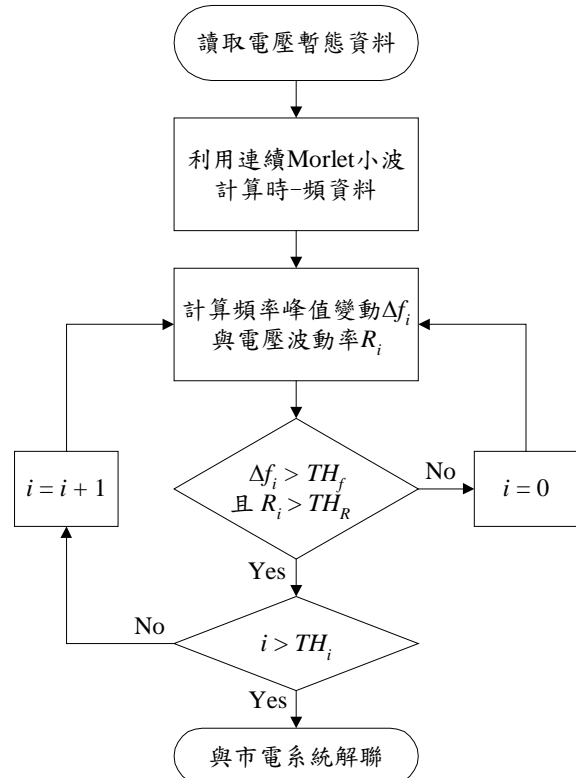 讀取電壓暫態資料
利用連續Morlet小波
計算時-頻資料
計算頻率峰值變動Δf_i
與電壓波動率R_i
i = i + 1
Δf_i > TH_f
且 R_i > TH_R
No
i = 0
Yes
No
i > TH_i
Yes
與市電系統解聯